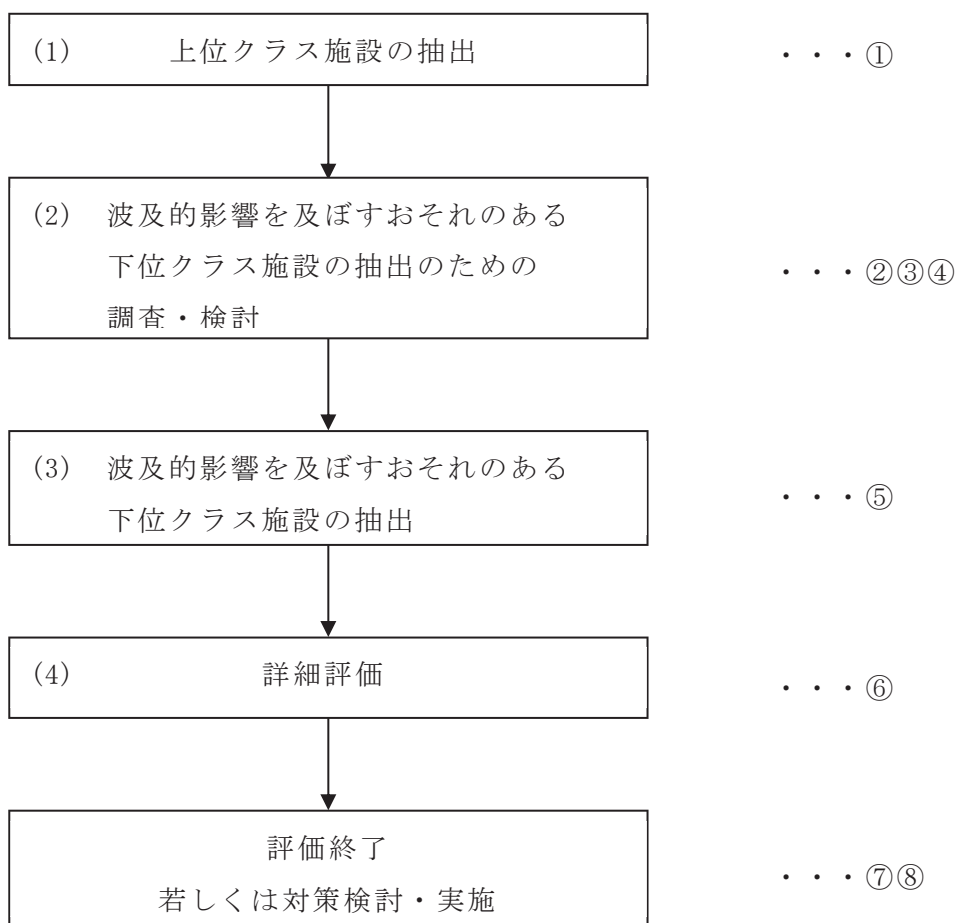 (1) 上位クラス施設の抽出 ・・・①
(2) 波及的影響を及ぼすおそれのある
下位クラス施設の抽出のための ・・・②③④
調査・検討
(3) 波及的影響を及ぼすおそれのある
下位クラス施設の抽出 ・・・⑤
(4) 詳細評価 ・・・⑥
評価終了
若しくは対策検討・実施 ・・・⑦⑧